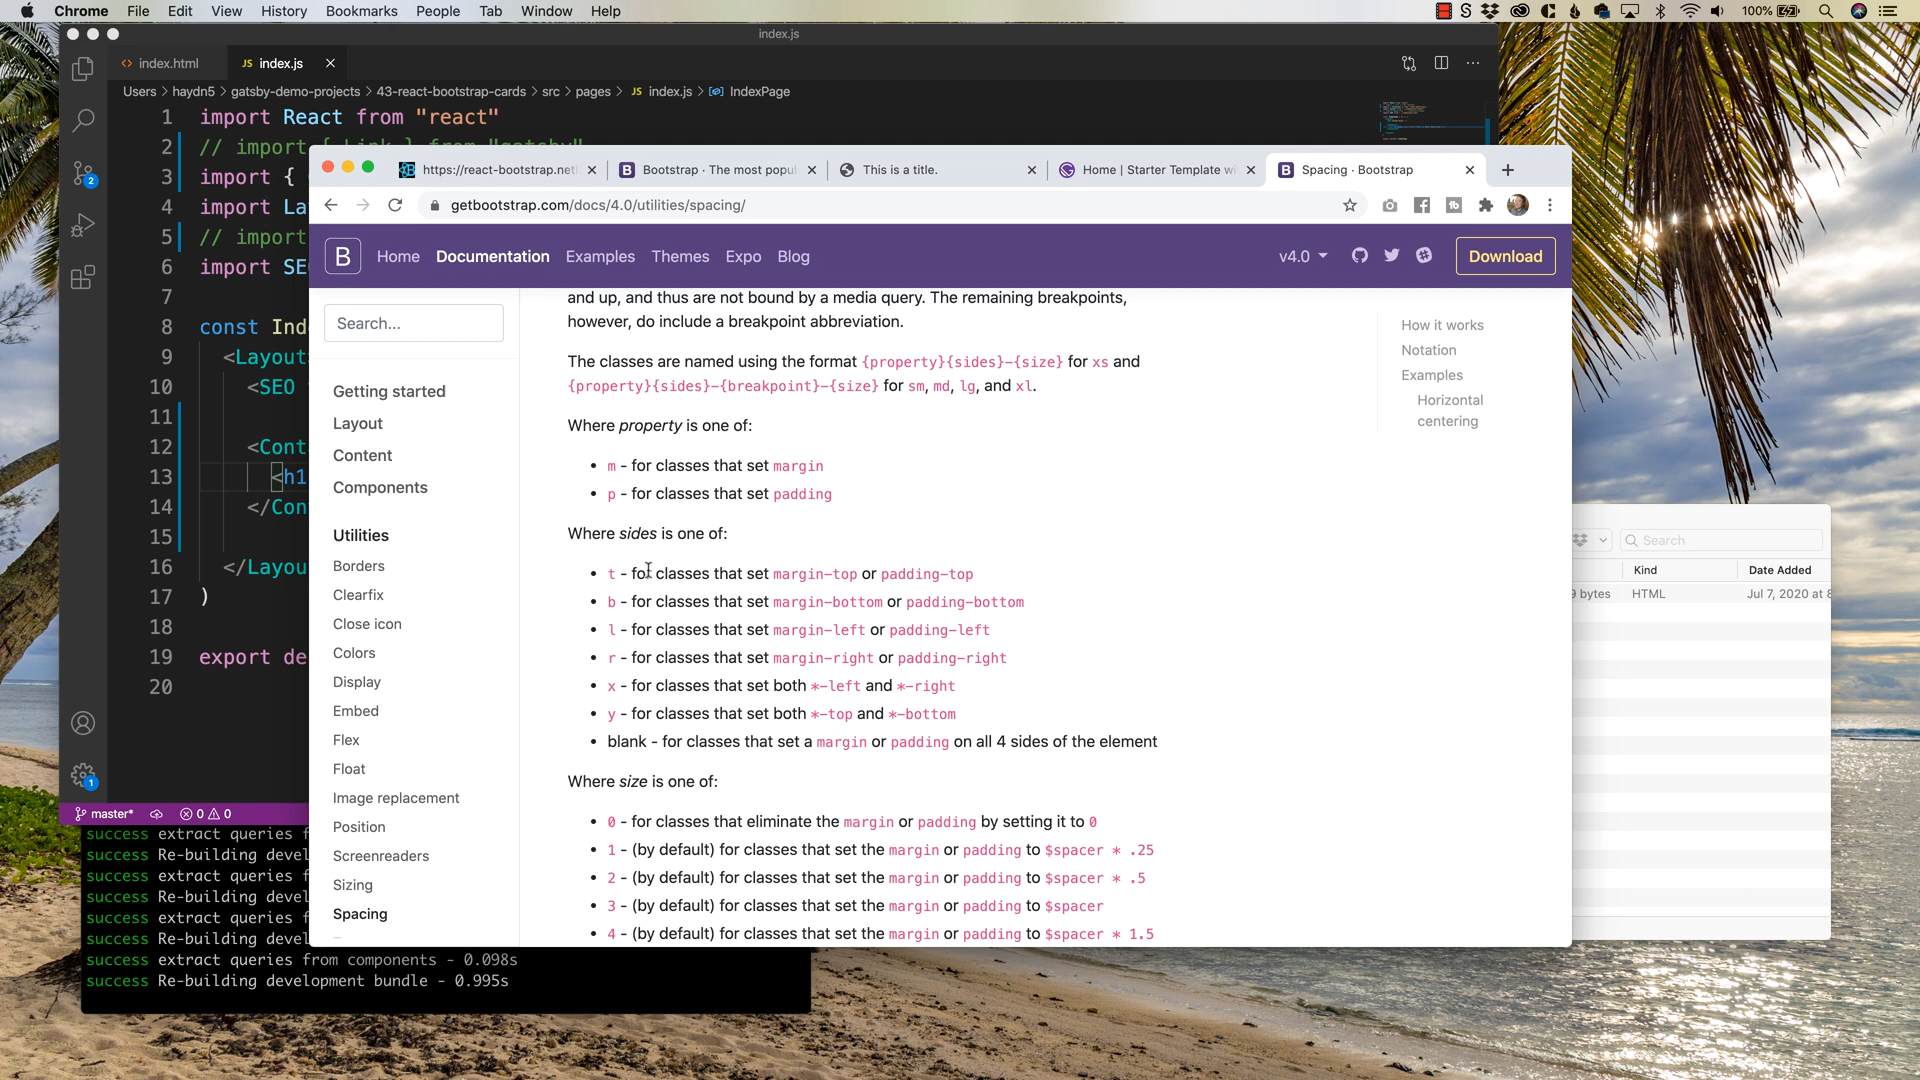 Chrome File Edit View History Bookmarks People Tab Window Help 100%
index.js
index.html JS index.js
Users > haydn5 > gatsby-demo-projects > 43-react-bootstrap-cards > src > pages > JS index.js > IndexPage
1 import React from "react"
2 // import { Link } from "gatsby"
3 import {
4 import La
5 // import
6 import SE
7
8 const Ind
9 <Layout
10 <SEO
11
12 <Cont
13 <h1
14 </Con
15
16 </Layou
17 )
18
19 export de
20
2
1
master* 0 0
https://react-bootstrap.net
Bootstrap · The most popul
This is a title.
Home | Starter Template wi
Spacing · Bootstrap
getbootstrap.com/docs/4.0/utilities/spacing/
B Home Documentation Examples Themes Expo Blog v4.0 Download
Search...
Getting started
Layout
Content
Components
Utilities
Borders
Clearfix
Close icon
Colors
Display
Embed
Flex
Float
Image replacement
Position
Screenreaders
Sizing
Spacing
and up, and thus are not bound by a media query. The remaining breakpoints,
however, do include a breakpoint abbreviation.
The classes are named using the format {property}{sides}-{size} for xs and
{property}{sides}-{breakpoint}-{size} for sm, md, lg, and xl.
Where property is one of:
• m - for classes that set margin
• p - for classes that set padding
Where sides is one of:
• t - for classes that set margin-top or padding-top
• b - for classes that set margin-bottom or padding-bottom
• l - for classes that set margin-left or padding-left
• r - for classes that set margin-right or padding-right
• x - for classes that set both *-left and *-right
• y - for classes that set both *-top and *-bottom
• blank - for classes that set a margin or padding on all 4 sides of the element
Where size is one of:
• 0 - for classes that eliminate the margin or padding by setting it to 0
• 1 - (by default) for classes that set the margin or padding to $spacer * .25
• 2 - (by default) for classes that set the margin or padding to $spacer * .5
• 3 - (by default) for classes that set the margin or padding to $spacer
• 4 - (by default) for classes that set the margin or padding to $spacer * 1.5
How it works
Notation
Examples
Horizontal
centering
Search
Kind Date Added
9 bytes HTML Jul 7, 2020 at 8
success extract queries f
success Re-building devel
success extract queries f
success Re-building devel
success extract queries f
success Re-building devel
success extract queries from components - 0.098s
success Re-building development bundle - 0.995s